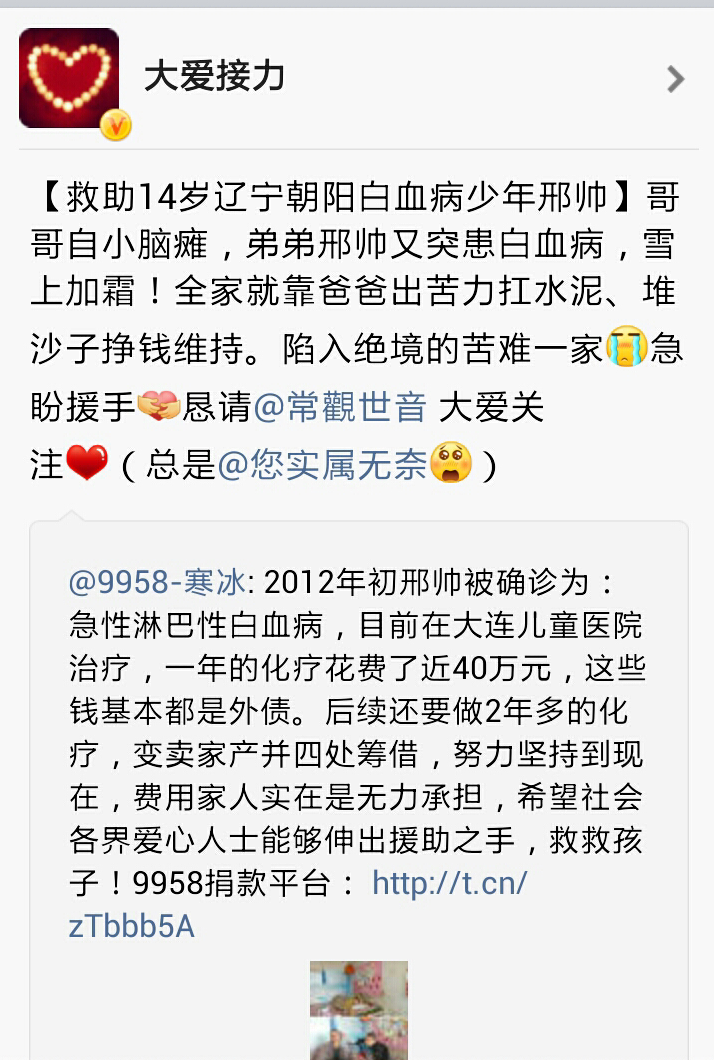 大爱接力
【救助14岁辽宁朝阳白血病少年邢帅】哥
哥自小脑瘫，弟弟邢帅又突患白血病，雪
上加霜！全家就靠爸爸出苦力扛水泥、堆
沙子挣钱维持。陷入绝境的苦难一家😭急
盼援手🤝恳请@常觀世音 大爱关
注❤（总是@您实属无奈😩）
@9958-寒冰: 2012年初邢帅被确诊为：
急性淋巴性白血病，目前在大连儿童医院
治疗，一年的化疗花费了近40万元，这些
钱基本都是外债。后续还要做2年多的化
疗，变卖家产并四处筹借，努力坚持到现
在，费用家人实在是无力承担，希望社会
各界爱心人士能够伸出援助之手，救救孩
子！9958捐款平台： http://t.cn/
zTbbb5A